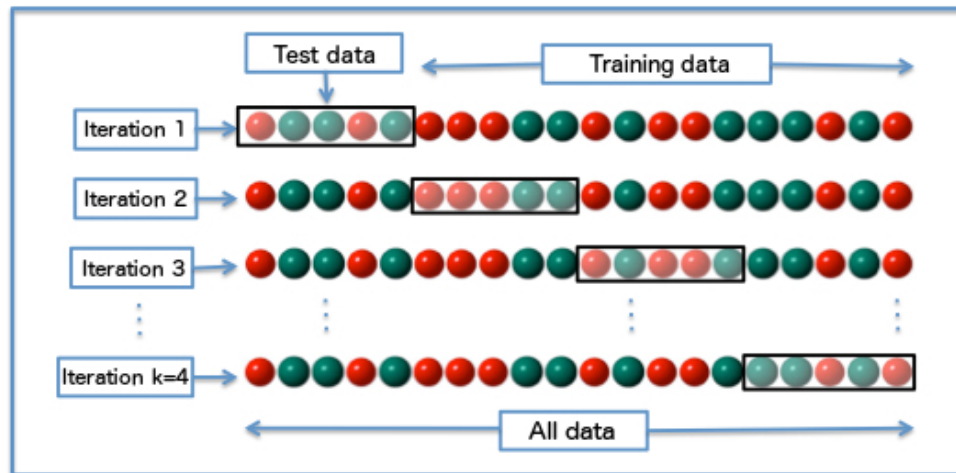 Test data
Training data
Iteration 1
Iteration 2
Iteration 3
Iteration k=4
All data